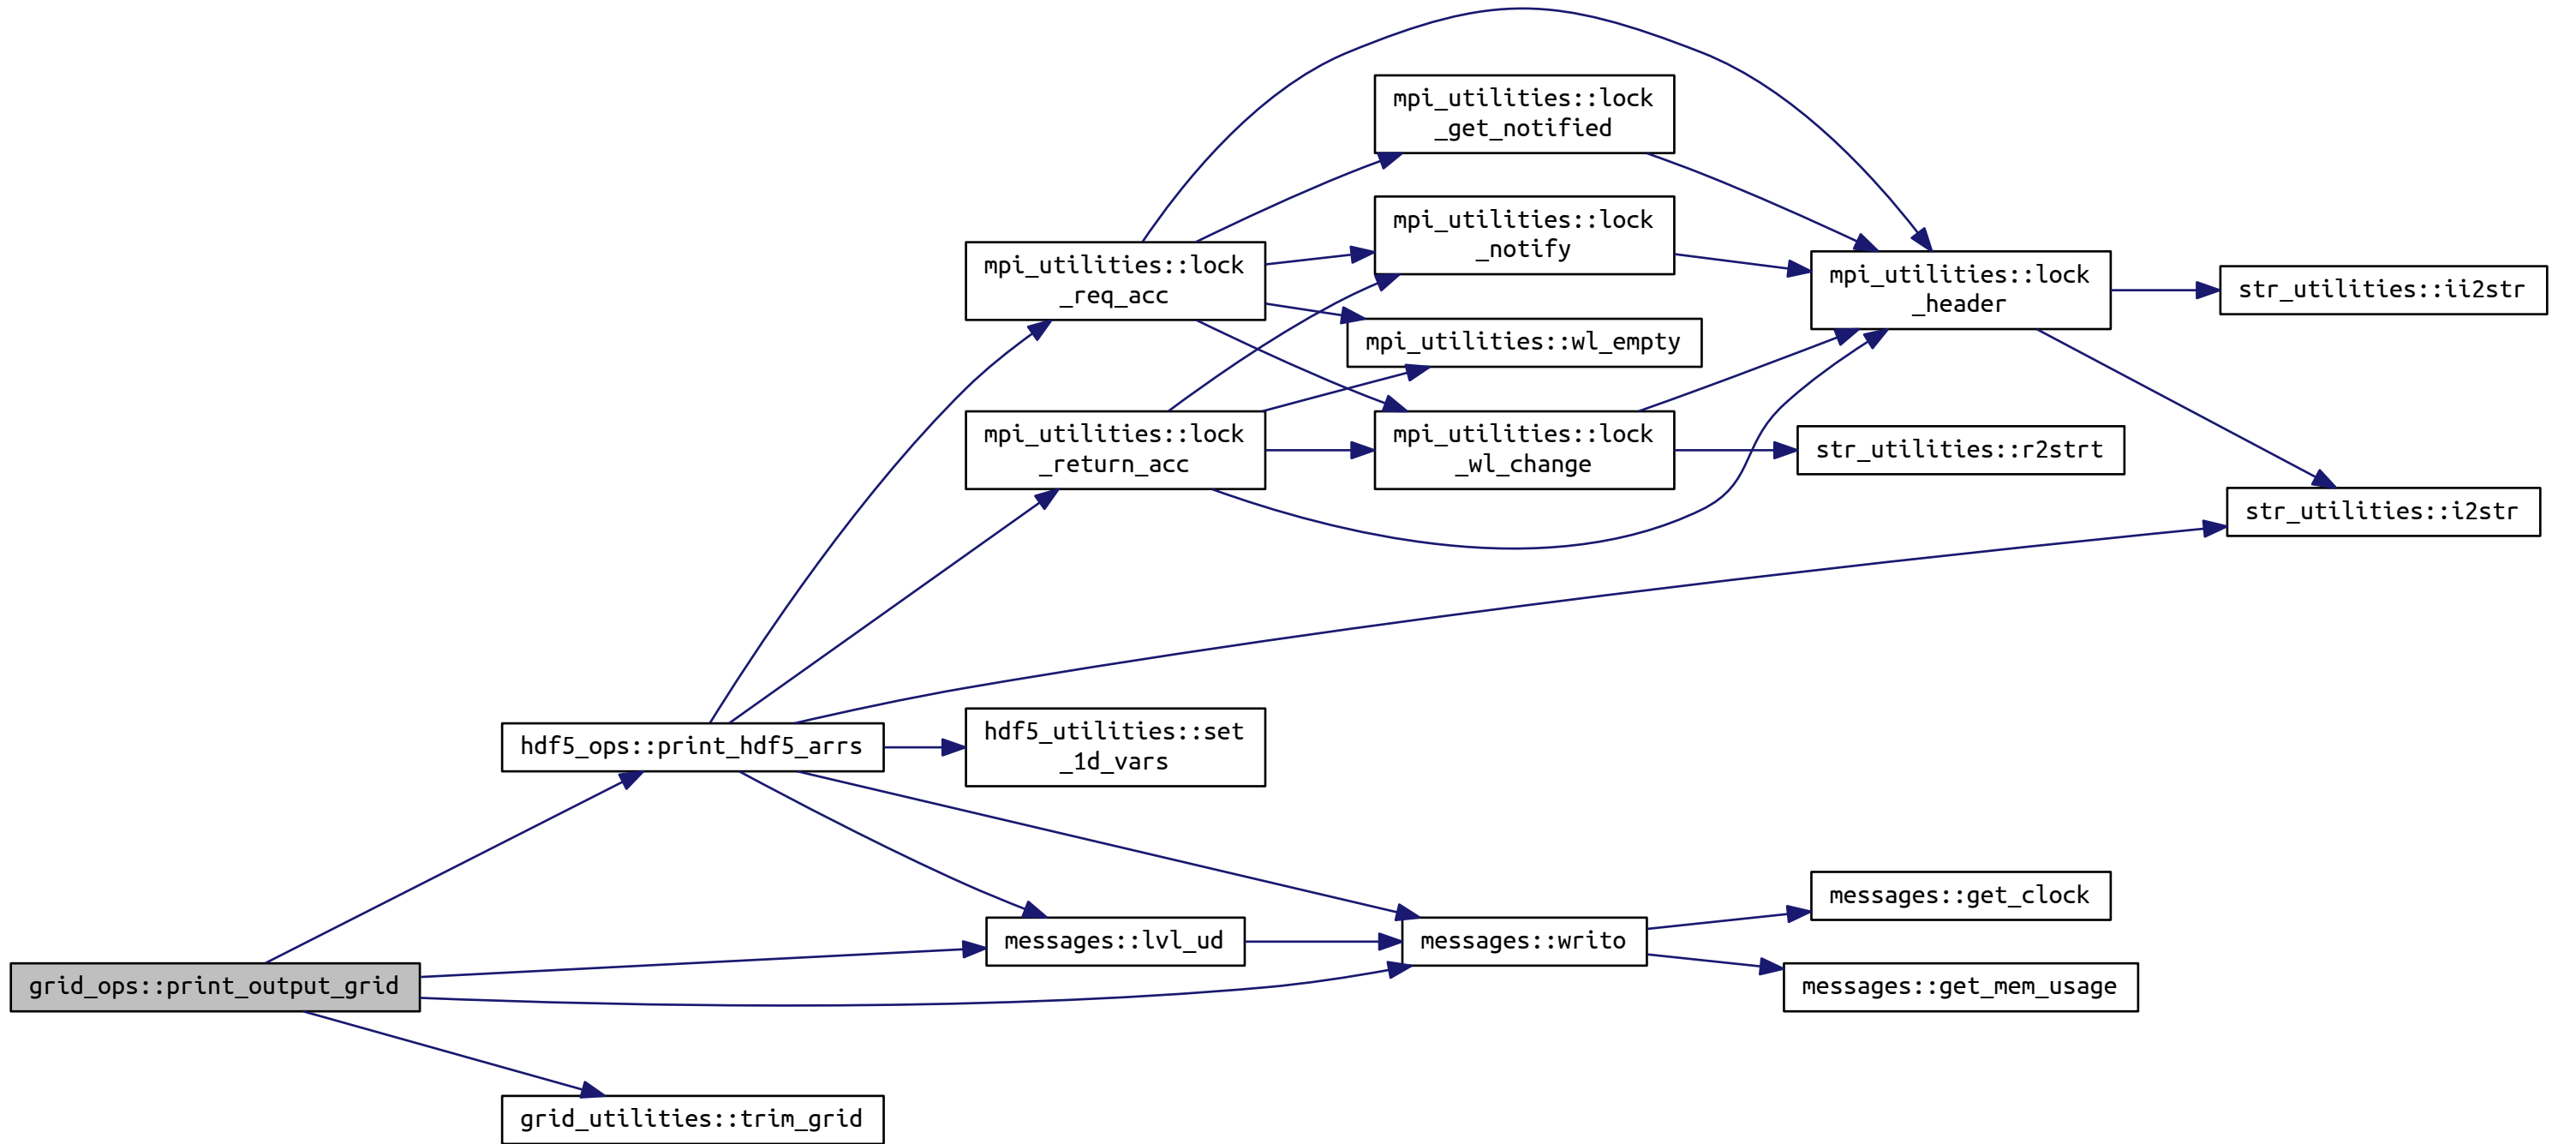 mpi_utilities::lock
_get_notified
mpi_utilities::lock
_notify
mpi_utilities::lock
_req_acc
mpi_utilities::lock
_header
str_utilities::ii2str
mpi_utilities::wl_empty
mpi_utilities::lock
_return_acc
mpi_utilities::lock
_wl_change
str_utilities::r2strt
str_utilities::i2str
hdf5_ops::print_hdf5_arrs
hdf5_utilities::set
_1d_vars
messages::get_clock
messages::lvl_ud
messages::writo
grid_ops::print_output_grid
messages::get_mem_usage
grid_utilities::trim_grid